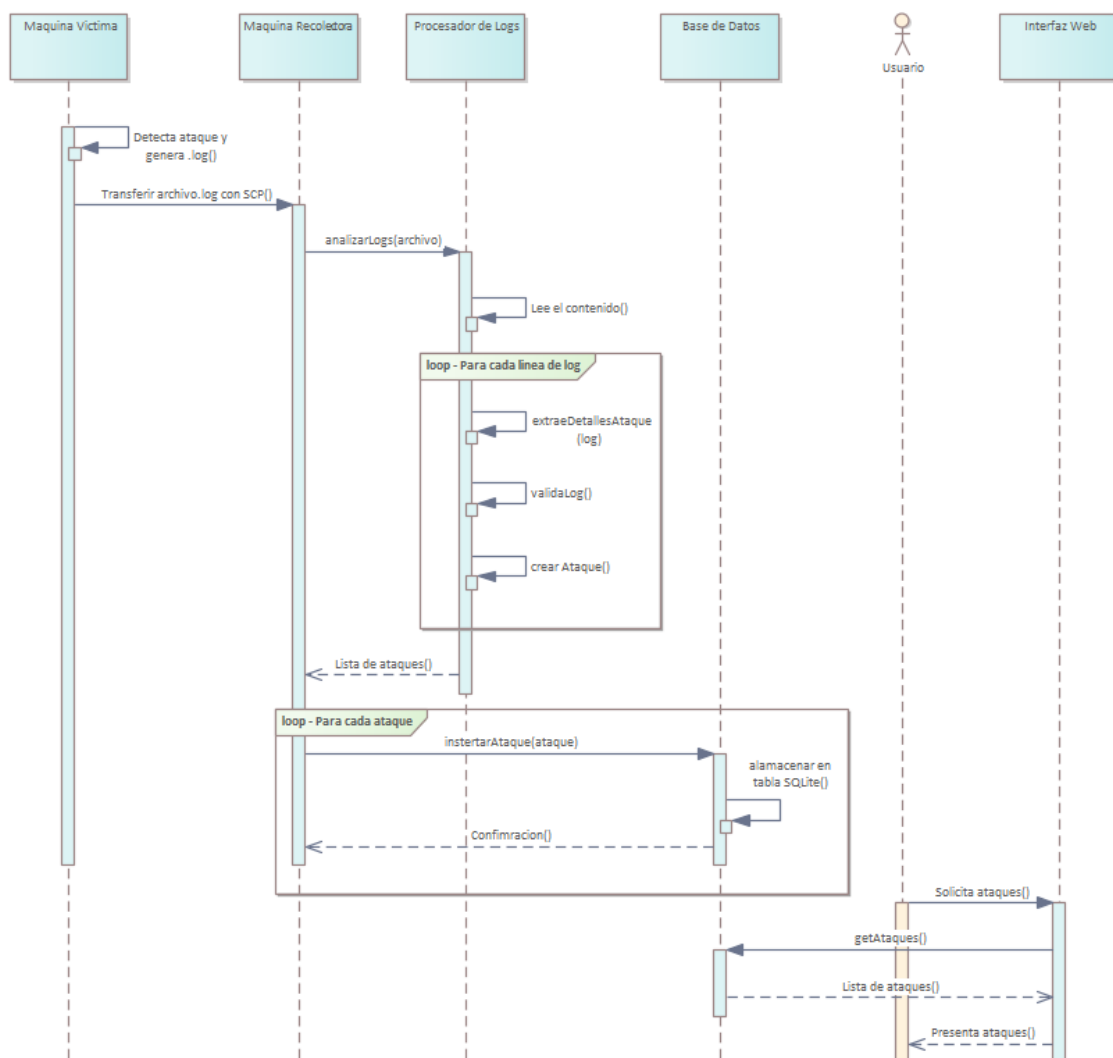 Maquina Victima
Maquina Recoledora
Procesador de Logs
Base de Datos
Usuario
Interfaz Web
Detecta ataque y
genera .log()
Transferir archivo.log con SCP()
analizarLogs(archivo)
Lee el contenido()
loop - Para cada linea de log
extraeDetallesAtaque
(log)
validaLog()
crear Ataque()
Lista de ataques()
loop - Para cada ataque
instertarAtaque(ataque)
alamacenar en
tabla SQLite()
Confimracion()
Solicita ataques()
getAtaques()
Lista de ataques()
Presenta ataques()